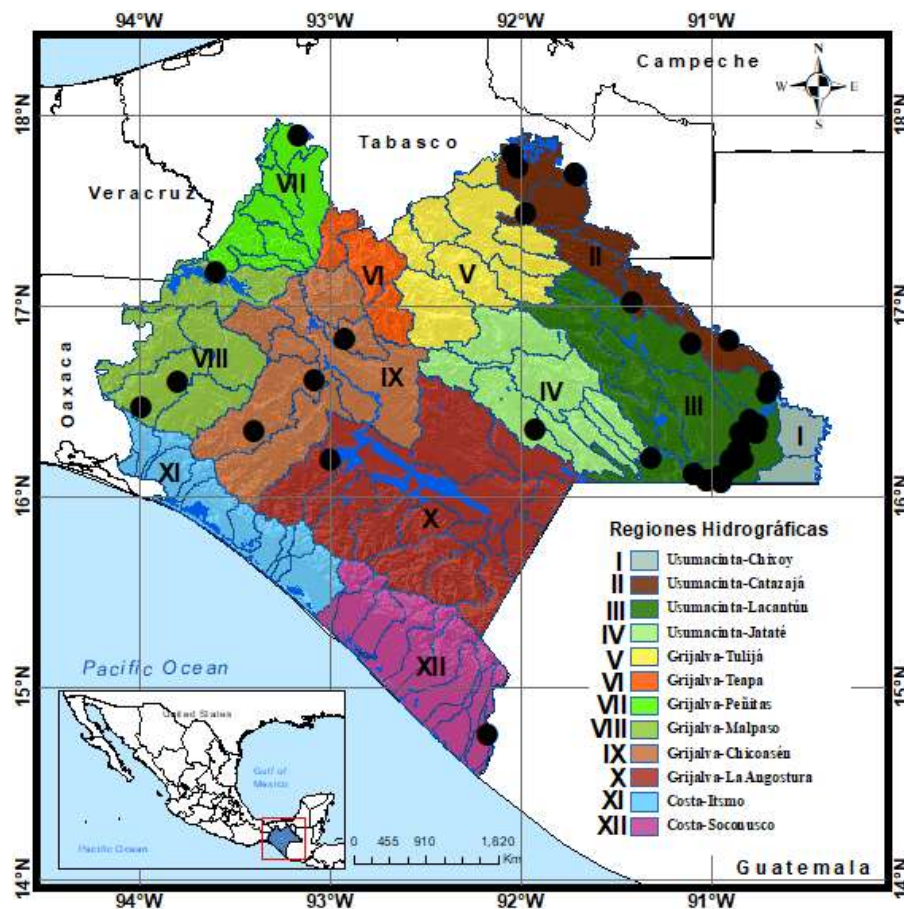 94°W 93°W 92°W 91°W
18°N 18°N
17°N 17°N
16°N 16°N
15°N 15°N
14°N 14°N
N
W E
S
Campeche
Tabasco
Veracruz
Oaxaca
VII
VI
V
II
VIII
IX
IV
III
I
XI
X
XII
Pacific Ocean
Guatemala
Regiones Hidrográficas
I Usumacinta-Chixoy
II Usumacinta-Catazajá
III Usumacinta-Lacantún
IV Usumacinta-Jataté
V Grijalva-Tulijá
VI Grijalva-Teapa
VII Grijalva-Peñitas
VIII Grijalva-Malpaso
IX Grijalva-Chicoasén
X Grijalva-La Angostura
XI Costa-Itsmo
XII Costa-Soconusco
United States
Gulf of
Mexico
Pacific Ocean
0 455 910 1,820
Km
94°W 93°W 92°W 91°W